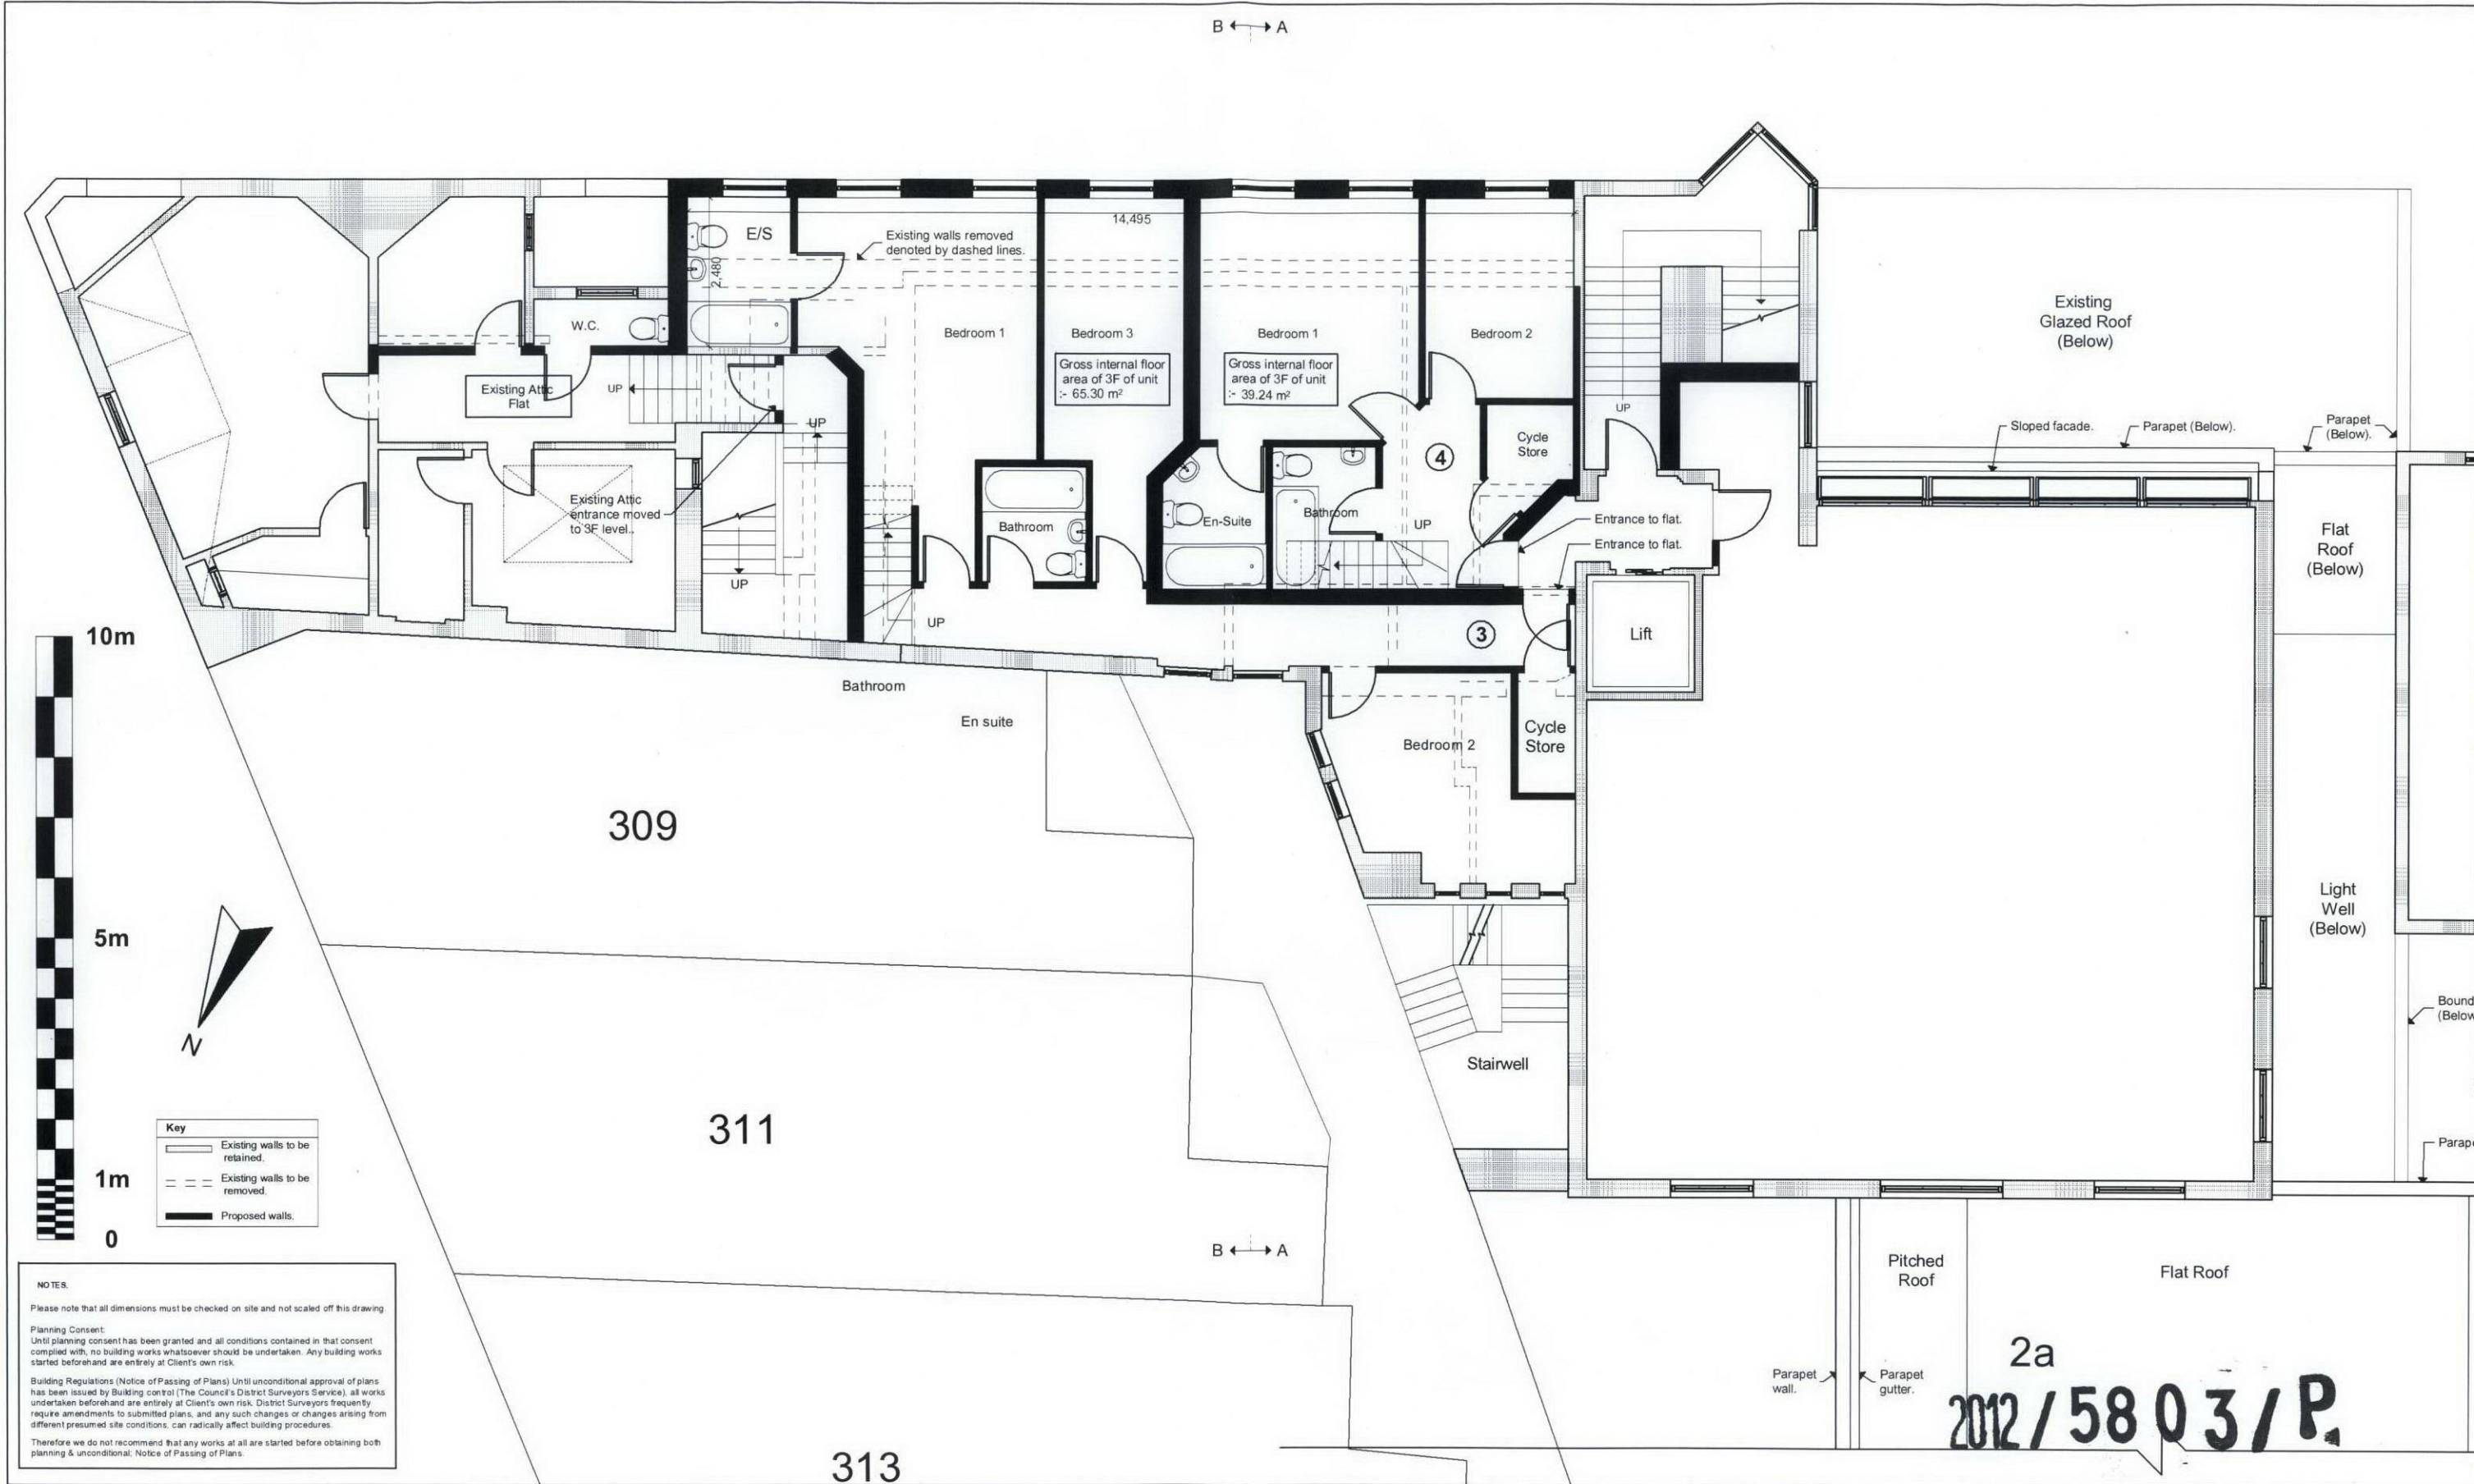 B A
14,495
E/S
2,480
Existing walls removed
denoted by dashed lines.
W.C.
Bedroom 1
Bedroom 3
Gross internal floor
area of 3F of unit
:- 65.30 m²
Bedroom 1
Gross internal floor
area of 3F of unit
:- 39.24 m²
Bedroom 2
Existing
Glazed Roof
(Below)
Existing Attic
Flat
UP
UP
UP
Sloped facade.
Parapet (Below).
Parapet
(Below).
Cycle
Store
4
Existing Attic
entrance moved
to 3F level.
Bathroom
En-Suite
Bathroom
UP
Entrance to flat.
Entrance to flat.
Flat
Roof
(Below)
UP
UP
3
Lift
10m
Bathroom
En suite
Bedroom 2
Cycle
Store
309
Light
Well
(Below)
5m
N
Bound
(Below
Stairwell
311
Parape
Key
Existing walls to be
retained.
Existing walls to be
removed.
Proposed walls.
1m
0
B A
Pitched
Roof
Flat Roof
NOTES.
Please note that all dimensions must be checked on site and not scaled off this drawing.
Planning Consent:
Until planning consent has been granted and all conditions contained in that consent
complied with, no building works whatsoever should be undertaken. Any building works
started beforehand are entirely at Client's own risk.
Building Regulations (Notice of Passing of Plans) Until unconditional approval of plans
has been issued by Building control (The Council's District Surveyors Service), all works
undertaken beforehand are entirely at Client's own risk. District Surveyors frequently
require amendments to submitted plans, and any such changes or changes arising from
different presumed site conditions, can radically affect building procedures.
Therefore we do not recommend that any works at all are started before obtaining both
planning & unconditional; Notice of Passing of Plans.
Parapet
wall.
Parapet
gutter.
2a
2012/5803/P.
313